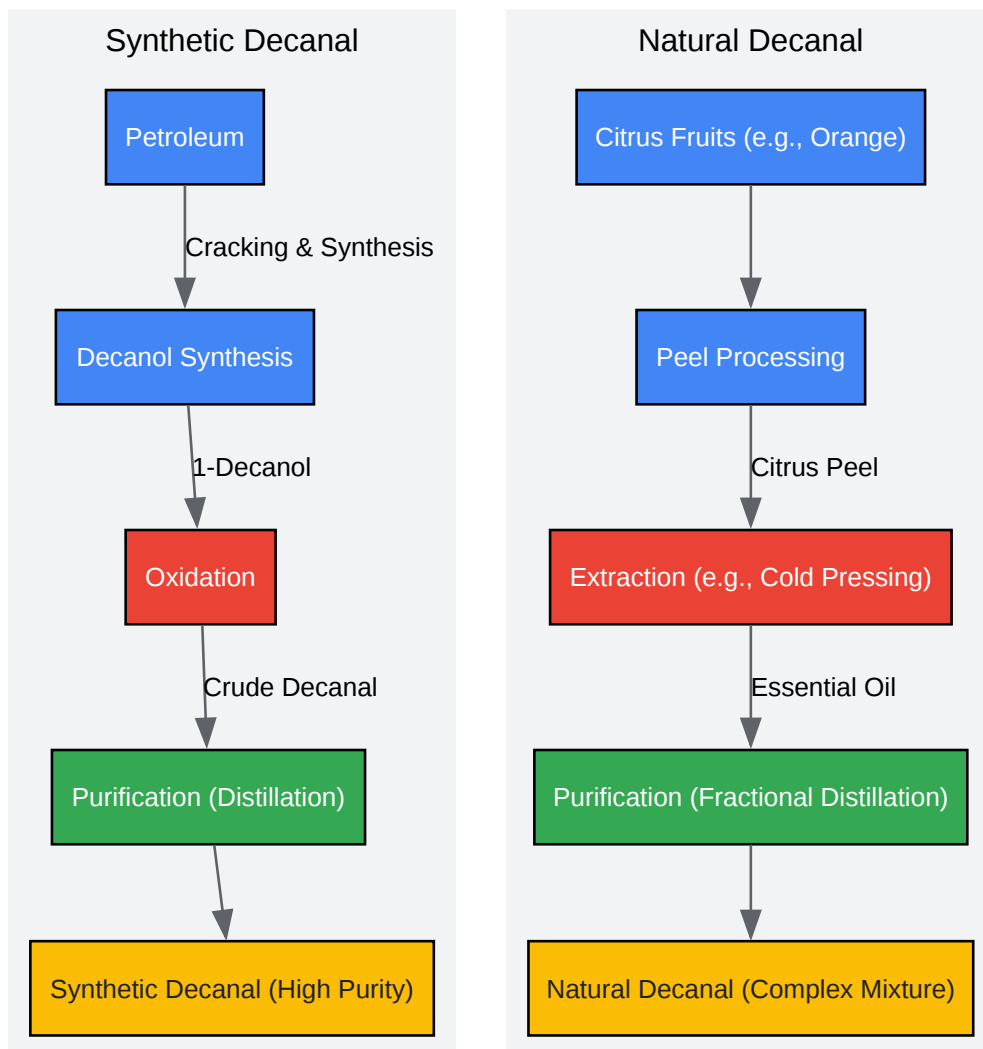 Synthetic Decanal
Petroleum
Cracking & Synthesis
Decanol Synthesis
1-Decanol
Oxidation
Crude Decanal
Purification (Distillation)
Synthetic Decanal (High Purity)
Natural Decanal
Citrus Fruits (e.g., Orange)
Peel Processing
Citrus Peel
Extraction (e.g., Cold Pressing)
Essential Oil
Purification (Fractional Distillation)
Natural Decanal (Complex Mixture)